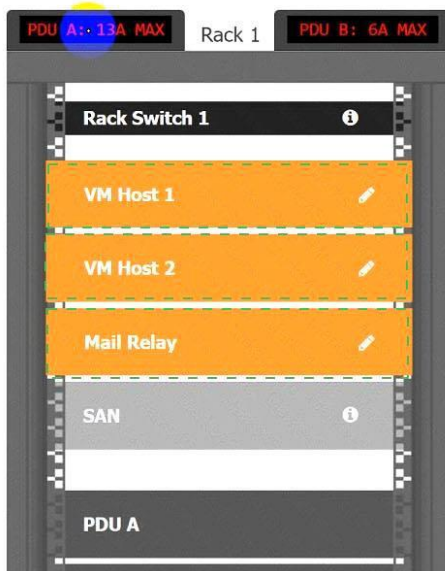 PDU A: 13A MAX
Rack 1
PDU B: 6A MAX
Rack Switch 1
VM Host 1
VM Host 2
Mail Relay
SAN
PDU A